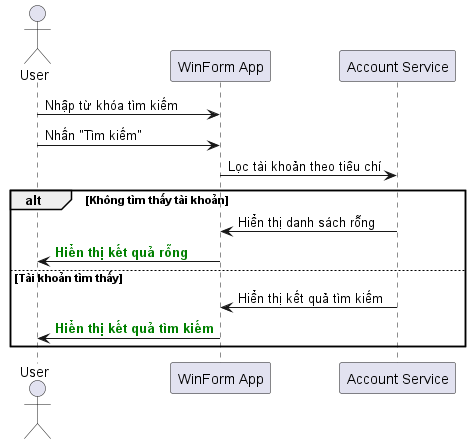 User
WinForm App
Account Service
Nhập từ khóa tìm kiếm
Nhấn "Tìm kiếm"
Lọc tài khoản theo tiêu chí
alt
[Không tìm thấy tài khoản]
Hiển thị danh sách rỗng
Hiển thị kết quả rỗng
[Tài khoản tìm thấy]
Hiển thị kết quả tìm kiếm
Hiển thị kết quả tìm kiếm
User
WinForm App
Account Service